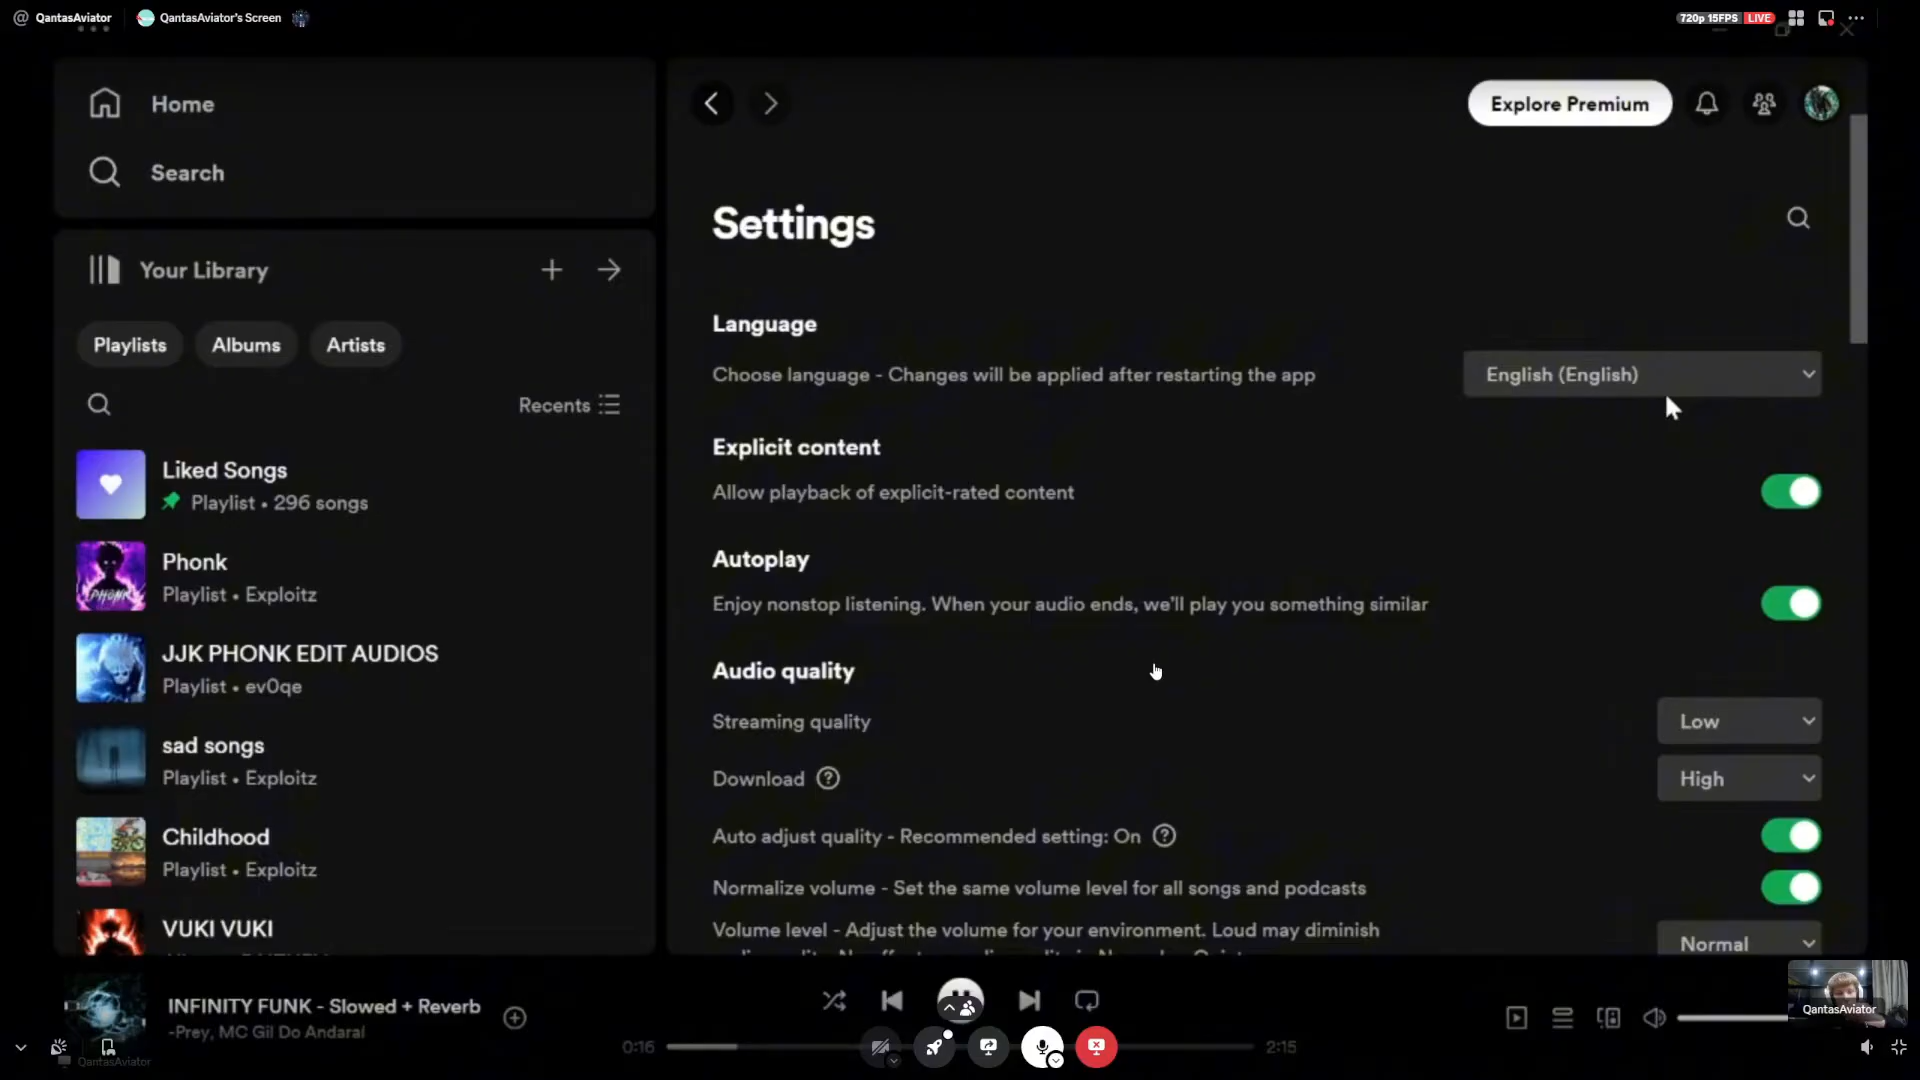 QantasAviator
QantasAviator's Screen
720p 15FPS LIVE
Home
Search
Your Library
Playlists
Albums
Artists
Recents
Liked Songs
Playlist • 296 songs
Phonk
Playlist • Exploitz
JJK PHONK EDIT AUDIOS
Playlist • ev0qe
sad songs
Playlist • Exploitz
Childhood
Playlist • Exploitz
VUKI VUKI
Explore Premium
Settings
Language
Choose language - Changes will be applied after restarting the app
English (English)
Explicit content
Allow playback of explicit-rated content
Autoplay
Enjoy nonstop listening. When your audio ends, we'll play you something similar
Audio quality
Streaming quality
Low
Download
High
Auto adjust quality - Recommended setting: On
Normalize volume - Set the same volume level for all songs and podcasts
Volume level - Adjust the volume for your environment. Loud may diminish
Normal
INFINITY FUNK - Slowed + Reverb
-Prey, MC Gil Do Andaral
0:16
2:15
QantasAviator
QantasAviator